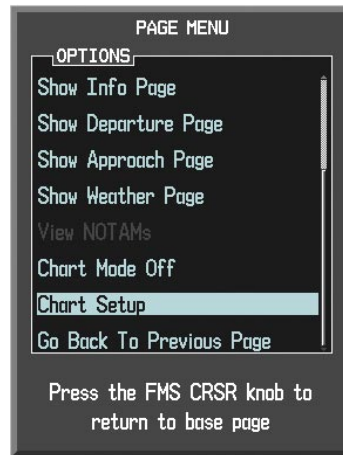 PAGE MENU
OPTIONS
Show Info Page
Show Departure Page
Show Approach Page
Show Weather Page
View NOTAMs
Chart Mode Off
Chart Setup
Go Back To Previous Page
Press the FMS CRSR knob to
return to base page